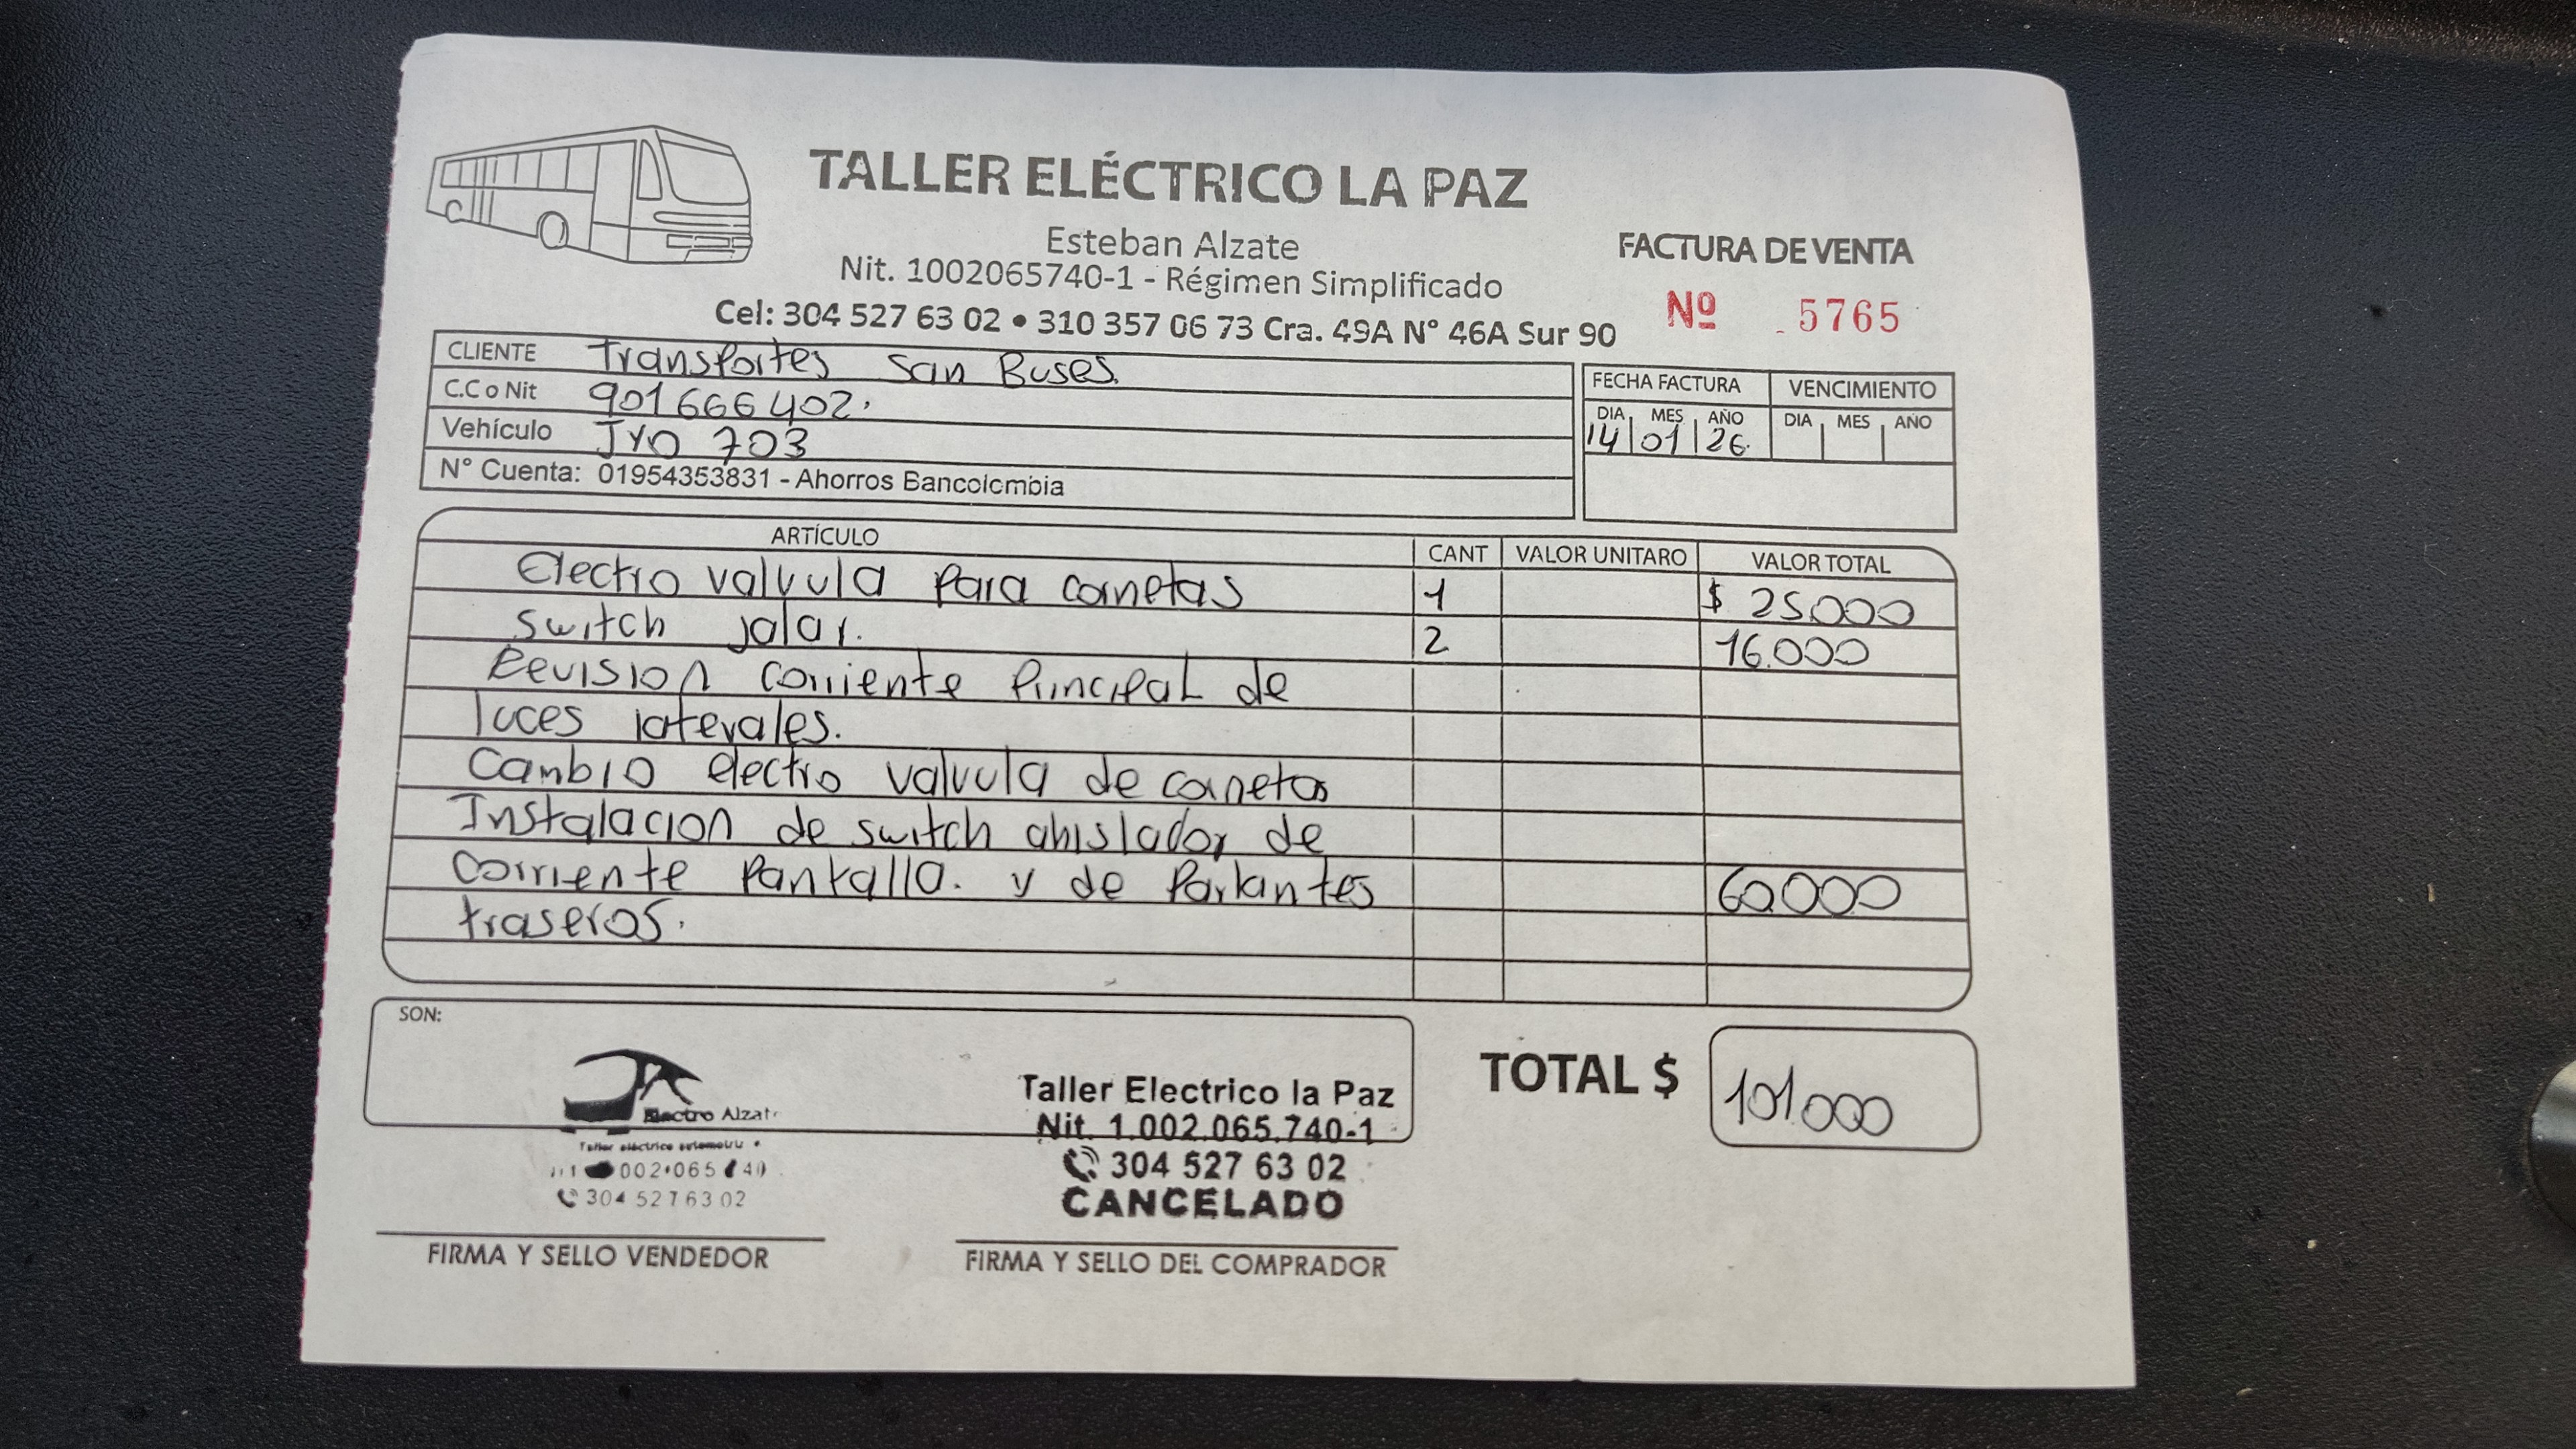 TALLER ELÉCTRICO LA PAZ
Esteban Alzate
Nit. 1002065740-1 - Régimen Simplificado
Cel: 304 527 63 02 • 310 357 06 73 Cra. 49A N° 46A Sur 90
FACTURA DE VENTA
Nº 5765
CLIENTE Transportes San Buses.
C.C o Nit 901666402.
Vehículo JYO 703
N° Cuenta: 01954353831 - Ahorros Bancolombia
FECHA FACTURA VENCIMIENTO
DIA MES AÑO DIA MES AÑO
14 01 26.
ARTÍCULO CANT VALOR UNITARO VALOR TOTAL
Electro valvula para cornetas 1 $ 25.000
switch jalar. 2 16.000
Revision corriente Principal de
luces laterales.
Cambio electro valvula de cornetas
Instalacion de switch ahislador de
corriente Pantalla. y de Parlantes 60.000
traseros.
SON:
TOTAL $ 101.000
Electro Alzate
Taller eléctrico automotriz
304 527 63 02
FIRMA Y SELLO VENDEDOR
Taller Electrico la Paz
Nit. 1.002.065.740-1
304 527 63 02
CANCELADO
FIRMA Y SELLO DEL COMPRADOR